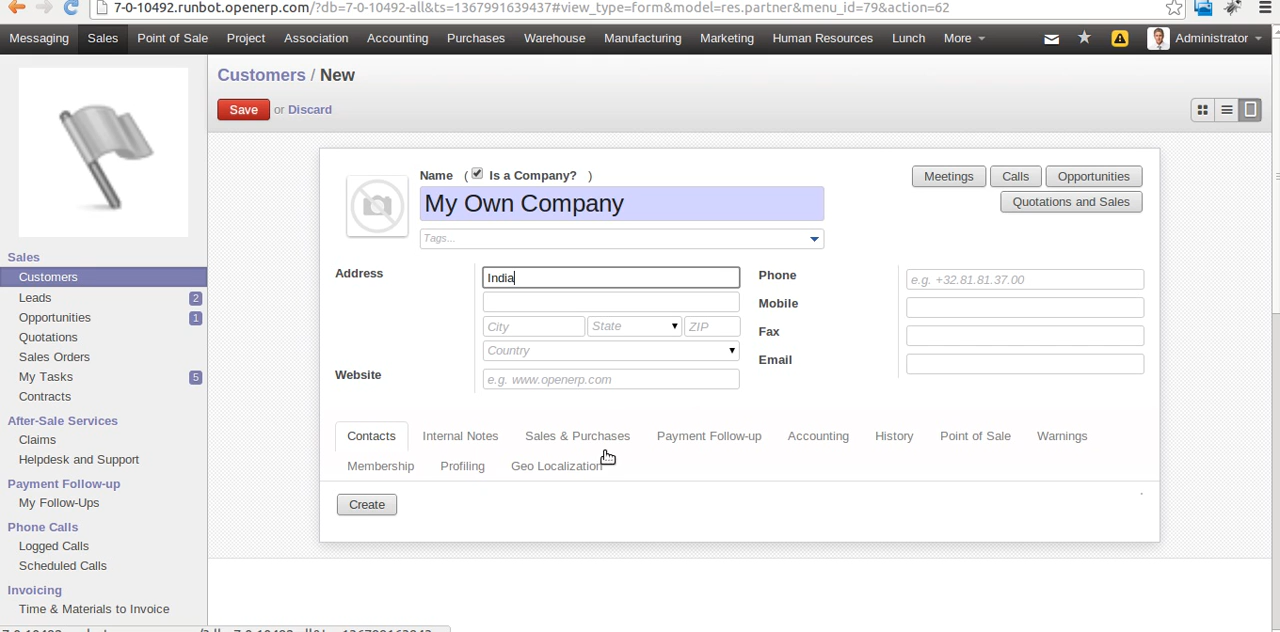 7-0-10492.runbot.openerp.com/?db=7-0-10492-all&ts=1367991639437#view_type=form&model=res.partner&menu_id=79&action=62
Messaging Sales Point of Sale Project Association Accounting Purchases Warehouse Manufacturing Marketing Human Resources Lunch More Administrator
Customers / New
Save or Discard
Name ( Is a Company? )
My Own Company
Tags...
Meetings Calls Opportunities
Quotations and Sales
Address India
City State ZIP
Country
Website e.g. www.openerp.com
Phone e.g. +32.81.81.37.00
Mobile
Fax
Email
Contacts Internal Notes Sales & Purchases Payment Follow-up Accounting History Point of Sale Warnings
Membership Profiling Geo Localization
Create
Sales
Customers
Leads 2
Opportunities 1
Quotations
Sales Orders
My Tasks 5
Contracts
After-Sale Services
Claims
Helpdesk and Support
Payment Follow-up
My Follow-Ups
Phone Calls
Logged Calls
Scheduled Calls
Invoicing
Time & Materials to Invoice